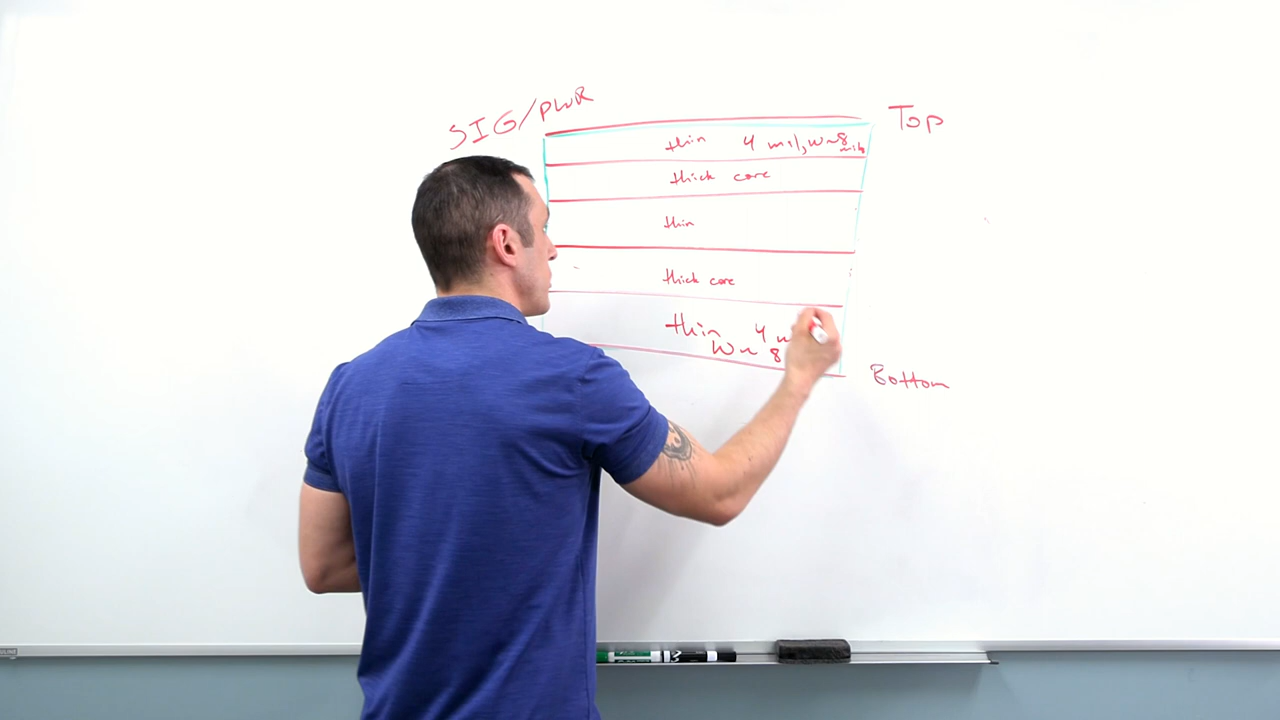 SIG/PWR
Top
thin 4 mil, W~8 mils
thick core
thin
thick core
thin 4
W~ 8
Bottom